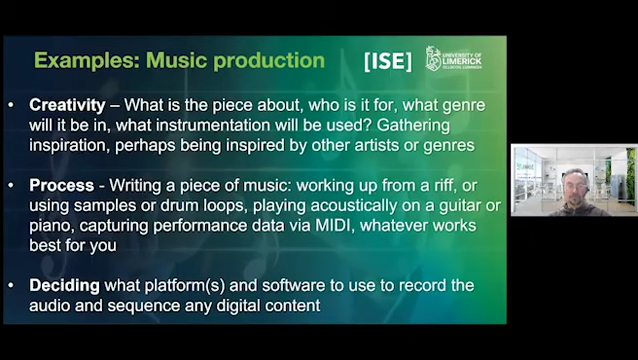 Examples: Music production
[ISE]
UNIVERSITY OF
LIMERICK
• Creativity – What is the piece about, who is it for, what genre
will it be in, what instrumentation will be used? Gathering
inspiration, perhaps being inspired by other artists or genres
• Process - Writing a piece of music: working up from a riff, or
using samples or drum loops, playing acoustically on a guitar or
piano, capturing performance data via MIDI, whatever works
best for you
• Deciding what platform(s) and software to use to record the
audio and sequence any digital content